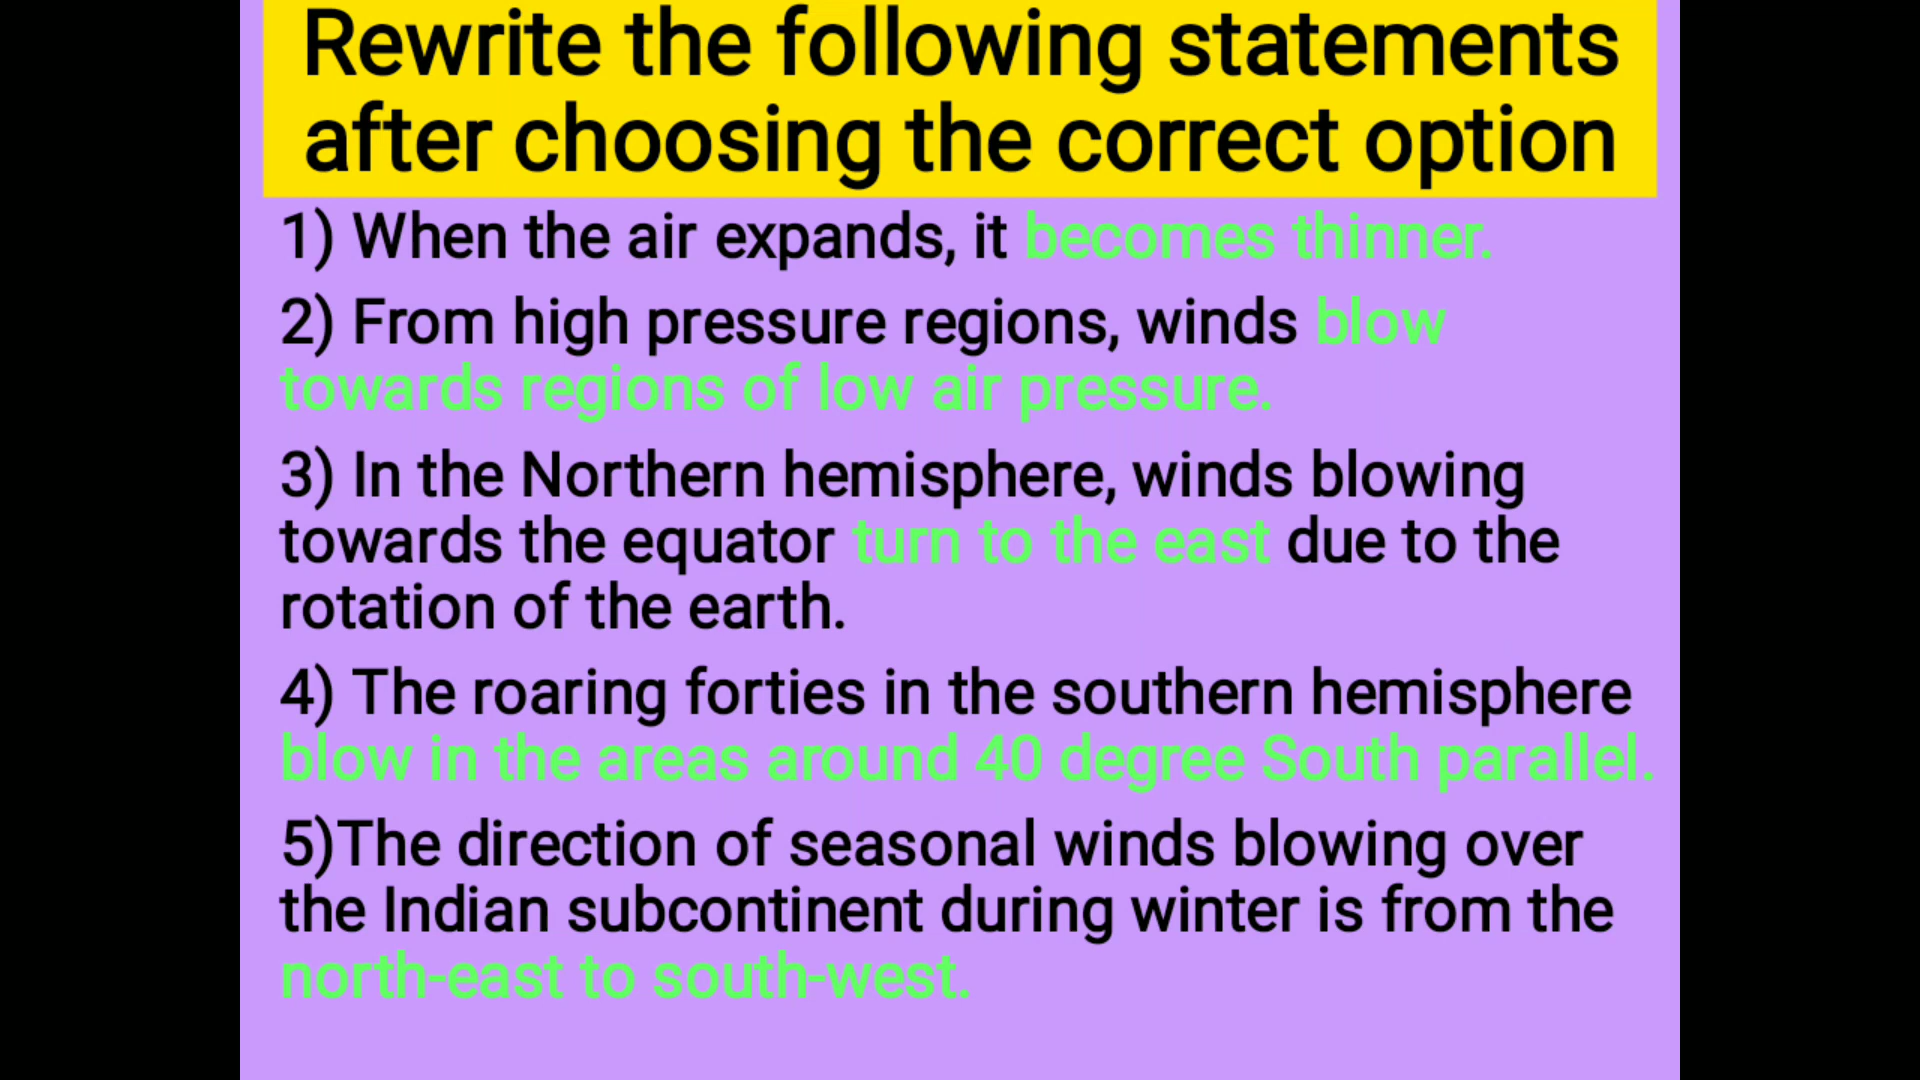 Rewrite the following statements
after choosing the correct option
1) When the air expands, it becomes thinner.
2) From high pressure regions, winds blow
towards regions of low air pressure.
3) In the Northern hemisphere, winds blowing
towards the equator turn to the east due to the
rotation of the earth.
4) The roaring forties in the southern hemisphere
blow in the areas around 40 degree South parallel.
5)The direction of seasonal winds blowing over
the Indian subcontinent during winter is from the
north-east to south-west.